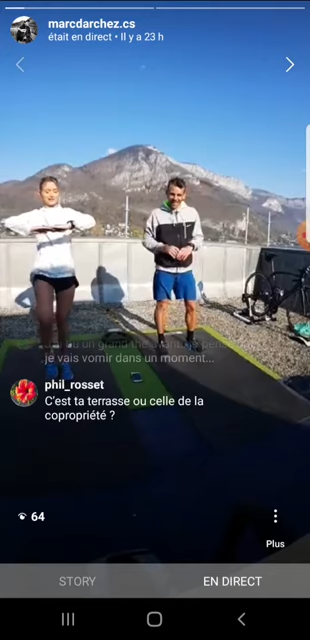 marcdarchez.cs
était en direct • Il y a 23 h
je vais vomir dans un moment...
phil_rosset
C'est ta terrasse ou celle de la
copropriété ?
64
Plus
STORY
EN DIRECT